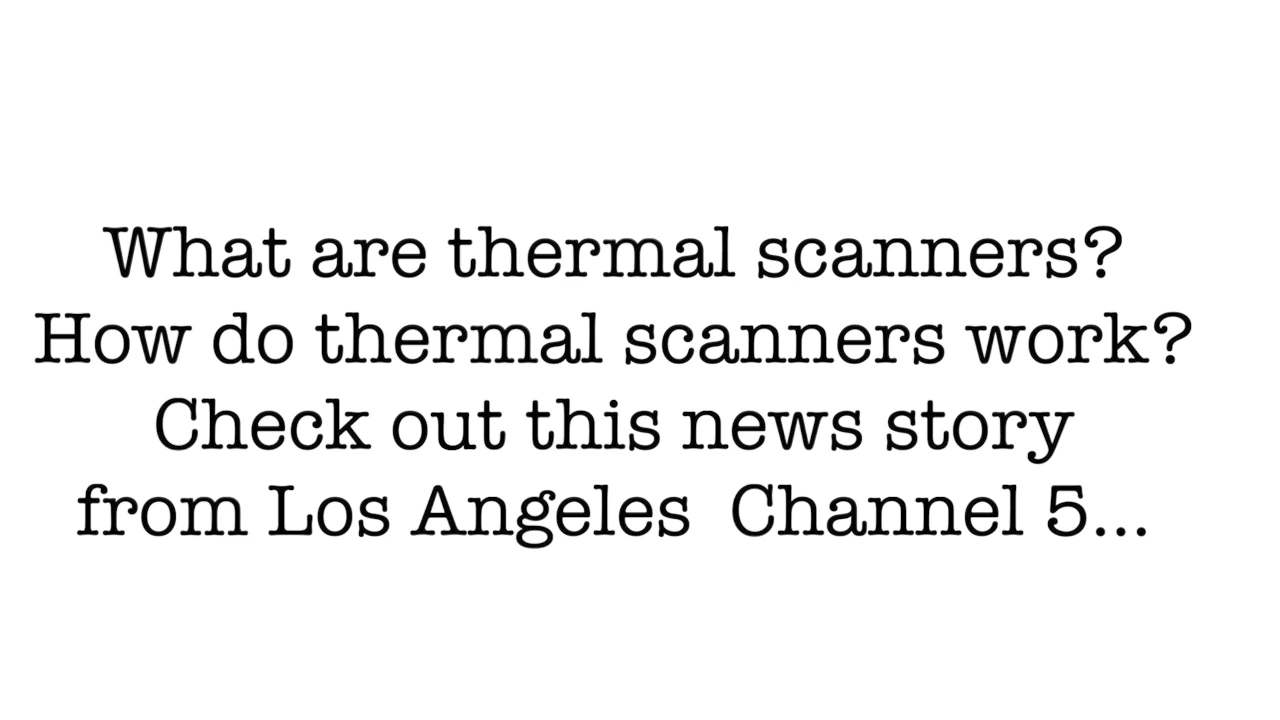 What are thermal scanners?
How do thermal scanners work?
Check out this news story
from Los Angeles  Channel 5...